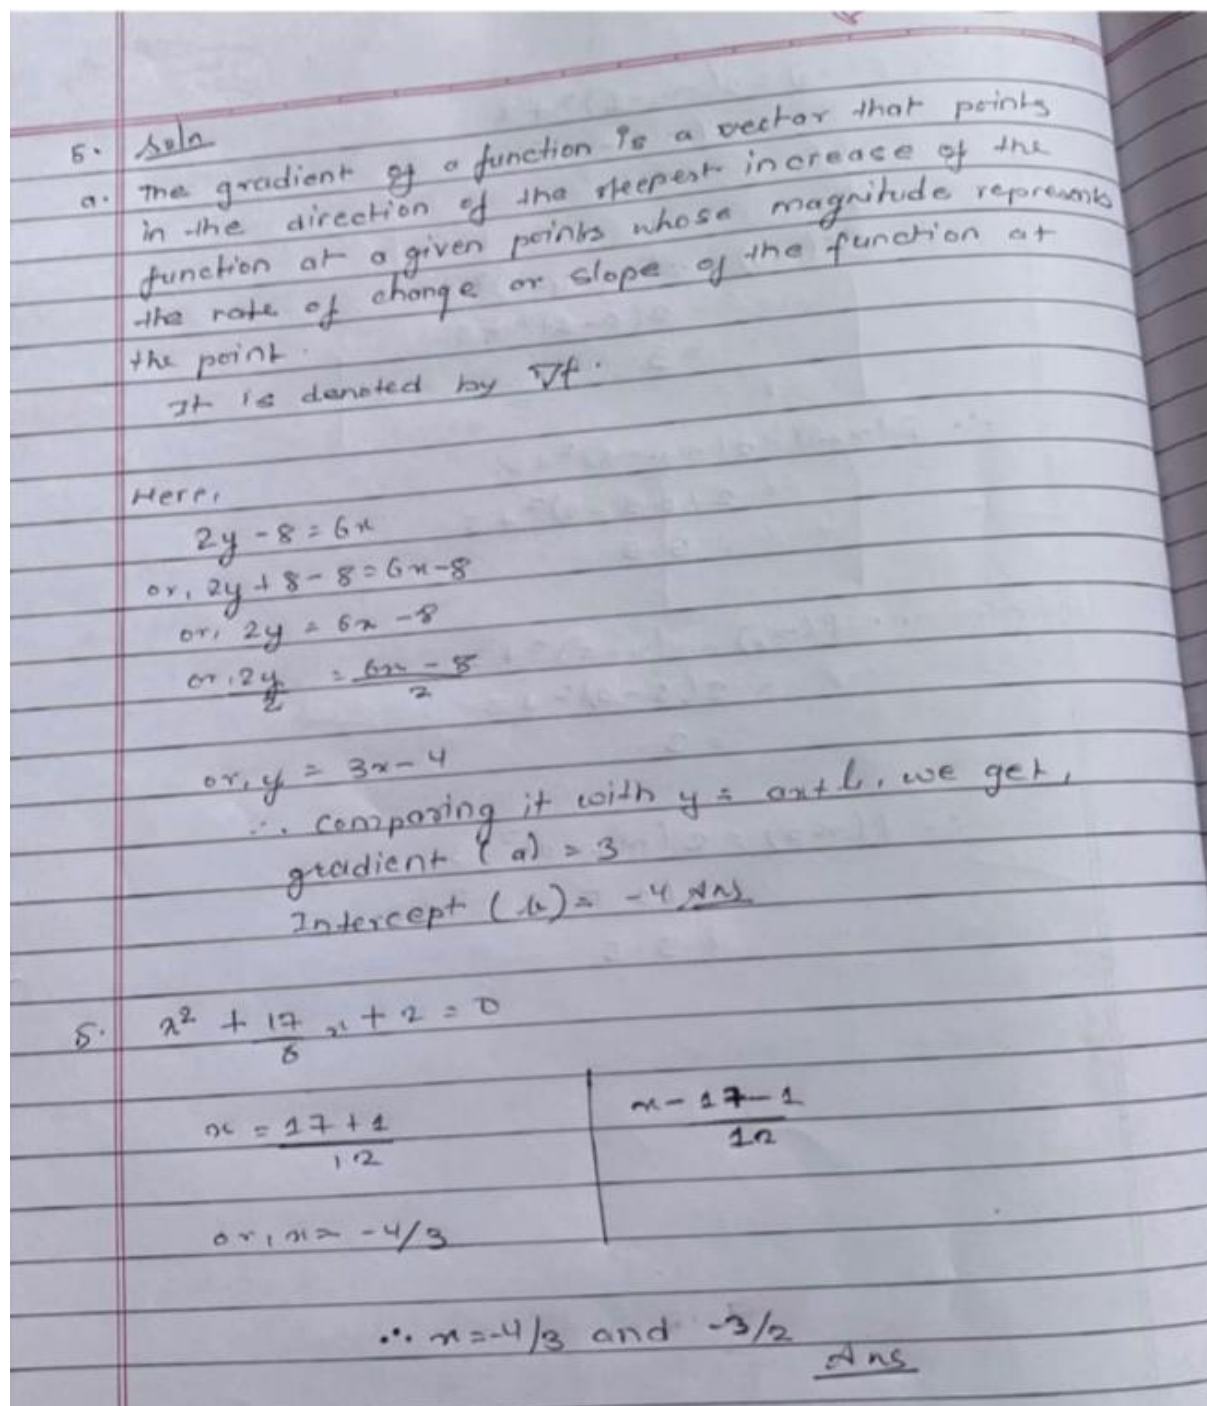 5. Soln
a. The gradient of a function is a vector that points
in the direction of the steepest increase of the
function at a given points whose magnitude represents
the rate of change or slope of the function at
the point.
It is denoted by ∇f.
Here,
2y - 8 = 6x
or, 2y + 8 - 8 = 6x - 8
or, 2y = 6x - 8
or, 2y/2 = 6x - 8/2
or, y = 3x - 4
∴ comparing it with y = ax+b, we get,
gradient (a) = 3
Intercept (b) = -4 Ans
5. x² + 17/6 x + 2 = 0
x = 17 + 1/12 | x - 17 - 1/12
or, x = -4/3
∴ x = -4/3 and -3/2
Ans